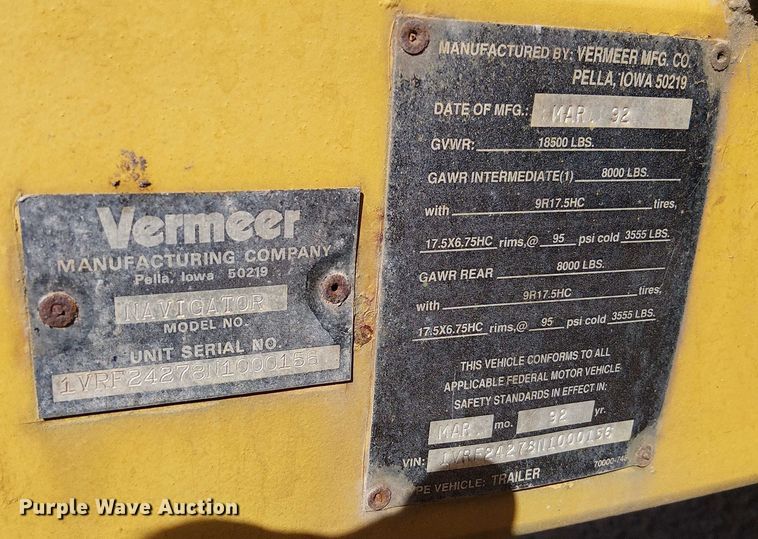 Vermeer
MANUFACTURING COMPANY
Pella, Iowa 50219
NAVIGATOR
MODEL NO.
UNIT SERIAL NO.
1VRF24278N1000156
MANUFACTURED BY: VERMEER MFG. CO.
PELLA, IOWA 50219
DATE OF MFG.: MAR. 92
GVWR: 18500 LBS.
GAWR INTERMEDIATE(1) 8000 LBS.
with 9R17.5HC tires,
17.5X6.75HC rims,@ 95 psi cold 3555 LBS.
GAWR REAR 8000 LBS.
with 9R17.5HC tires,
17.5X6.75HC rims,@ 95 psi cold 3555 LBS.
THIS VEHICLE CONFORMS TO ALL
APPLICABLE FEDERAL MOTOR VEHICLE
SAFETY STANDARDS IN EFFECT IN:
MAR. mo. 92 yr.
VIN: 1VRF24278N1000156
VEHICLE: TRAILER
Purple Wave Auction